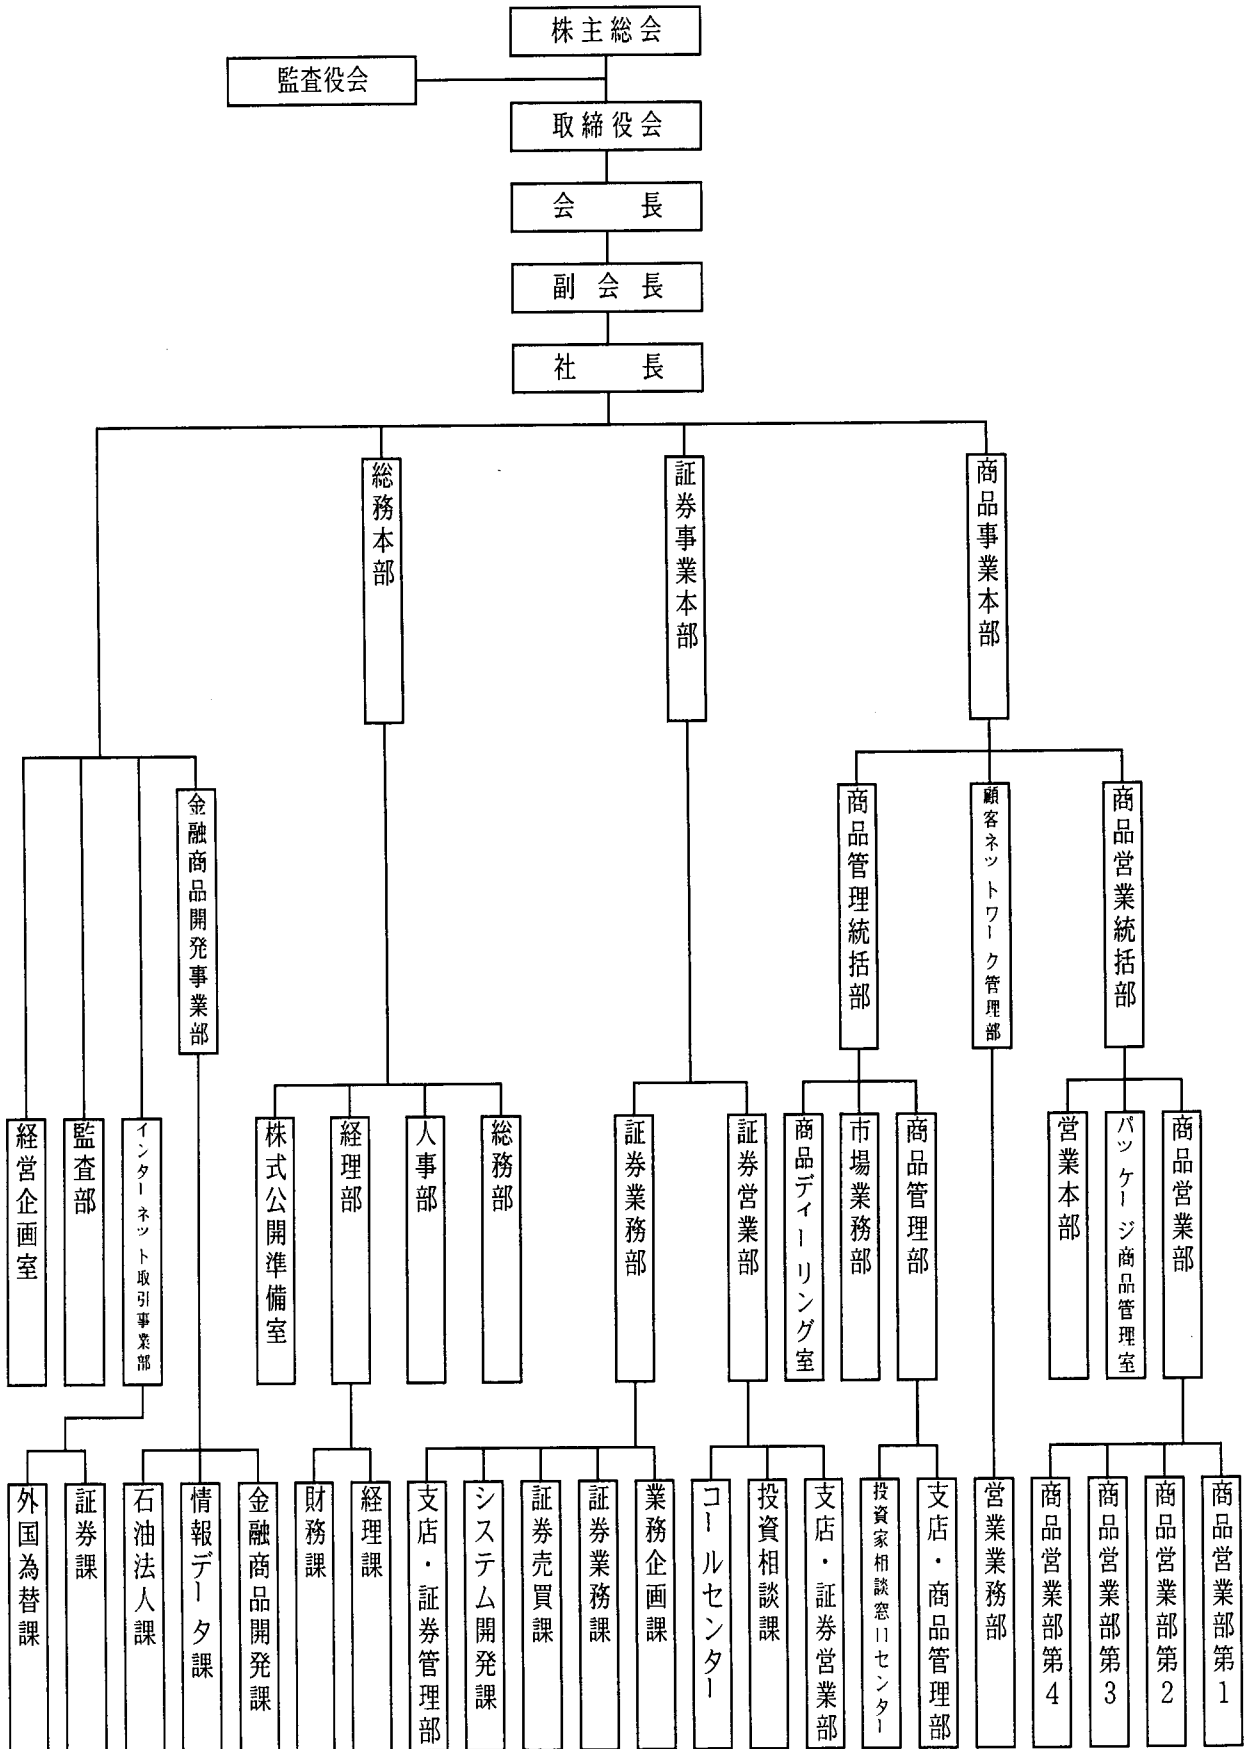 株主総会
監査役会
取締役会
会長
副会長
社長
総務本部
証券事業本部
商品事業本部
金融商品開発事業部
商品管理統括部
顧客ネットワーク管理部
商品営業統括部
経営企画室
監査部
インターネット取引事業部
株式公開準備室
経理部
人事部
総務部
証券業務部
証券営業部
商品ディーリング室
市場業務部
商品管理部
営業本部
パッケージ商品管理室
商品営業部
外国為替課
証券課
石油法人課
情報データ課
金融商品開発課
財務課
経理課
支店・証券管理部
システム開発課
証券売買課
証券業務課
業務企画課
コールセンター
投資相談課
支店・証券営業部
投資家相談窓口センター
支店・商品管理部
営業業務部
商品営業部第4
商品営業部第3
商品営業部第2
商品営業部第1